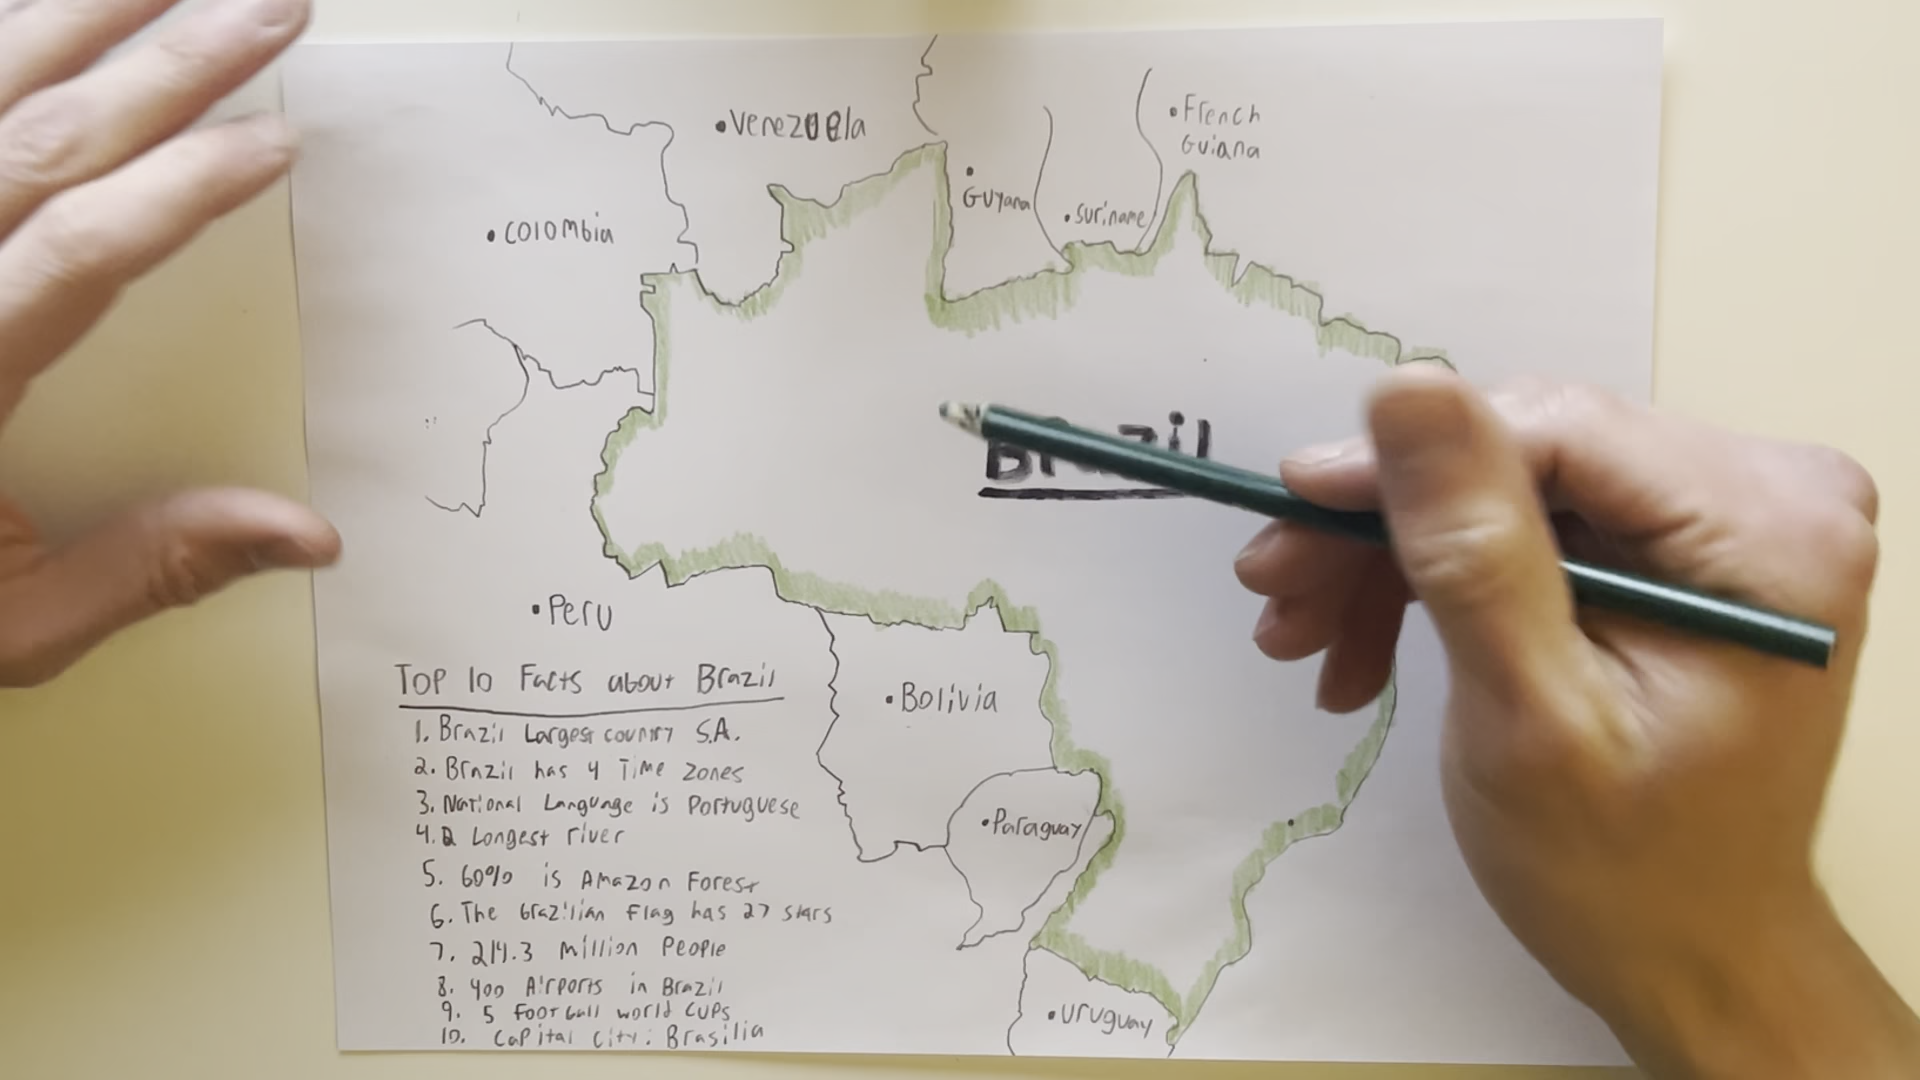 •Venezuela
•French
Guiana
•Guyana
•Suriname
•Colombia
Brazil
•Peru
Top 10 Facts about Brazil
1. Brazil Largest country S.A.
2. Brazil has 4 Time Zones
3. National Language is Portuguese
4. 2 Longest river
5. 60% is Amazon Forest
6. The Brazilian Flag has 27 stars
7. 214.3 Million People
8. 400 Airports in Brazil
9. 5 Football world cups
10. Capital City: Brasilia
•Bolivia
•Paraguay
•Uruguay